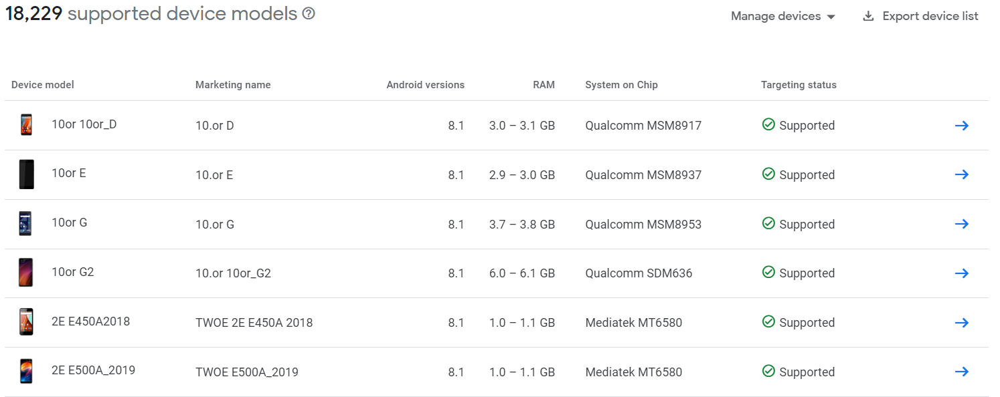 18,229 supported device models
Manage devices Export device list
Device model Marketing name Android versions RAM System on Chip Targeting status
10or 10or_D 10.or D 8.1 3.0 – 3.1 GB Qualcomm MSM8917 Supported
10or E 10.or E 8.1 2.9 – 3.0 GB Qualcomm MSM8937 Supported
10or G 10.or G 8.1 3.7 – 3.8 GB Qualcomm MSM8953 Supported
10or G2 10.or 10or_G2 8.1 6.0 – 6.1 GB Qualcomm SDM636 Supported
2E E450A2018 TWOE 2E E450A 2018 8.1 1.0 – 1.1 GB Mediatek MT6580 Supported
2E E500A_2019 TWOE E500A_2019 8.1 1.0 – 1.1 GB Mediatek MT6580 Supported